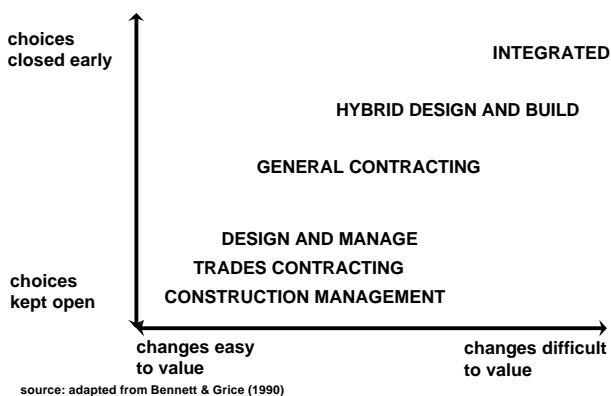 choices
closed early
INTEGRATED
HYBRID DESIGN AND BUILD
GENERAL CONTRACTING
DESIGN AND MANAGE
TRADES CONTRACTING
choices
kept open
CONSTRUCTION MANAGEMENT
changes easy
to value
changes difficult
to value
source: adapted from Bennett & Grice (1990)